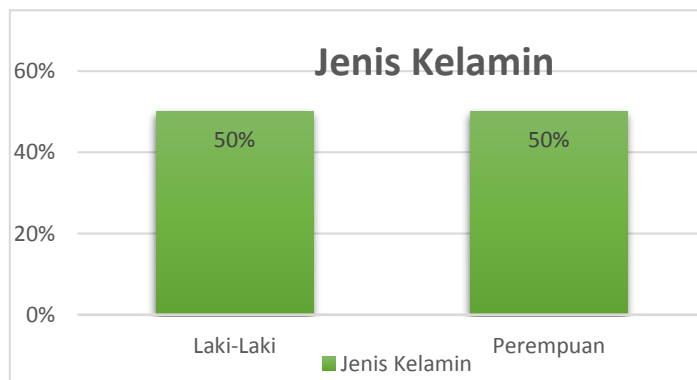 Jenis Kelamin
60%
50%
50%
40%
20%
0%
Laki-Laki
Perempuan
Jenis Kelamin